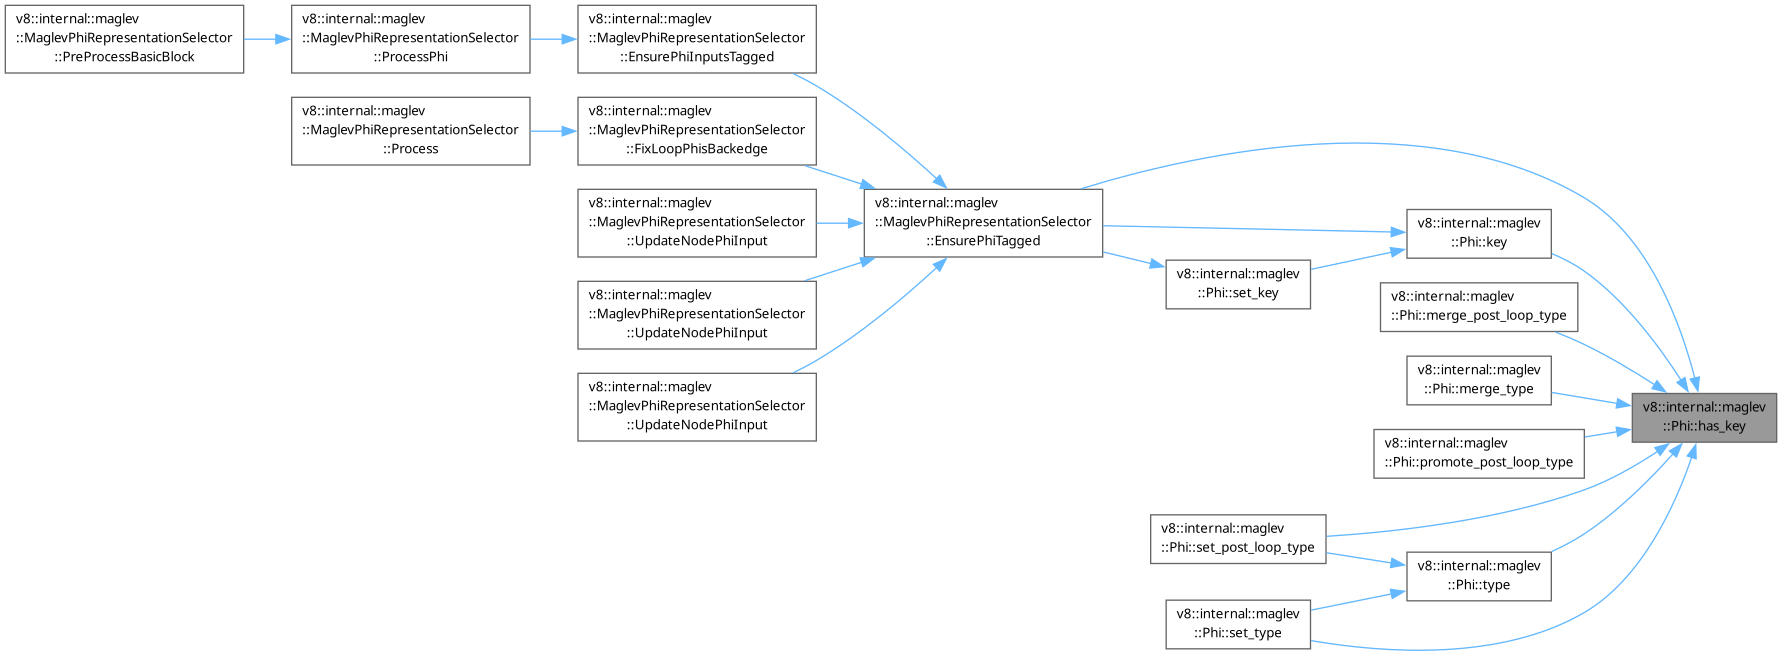 v8::internal::maglev
::MaglevPhiRepresentationSelector
::PreProcessBasicBlock
v8::internal::maglev
::MaglevPhiRepresentationSelector
::ProcessPhi
v8::internal::maglev
::MaglevPhiRepresentationSelector
::EnsurePhiInputsTagged
v8::internal::maglev
::MaglevPhiRepresentationSelector
::Process
v8::internal::maglev
::MaglevPhiRepresentationSelector
::FixLoopPhisBackedge
v8::internal::maglev
::MaglevPhiRepresentationSelector
::UpdateNodePhiInput
v8::internal::maglev
::MaglevPhiRepresentationSelector
::UpdateNodePhiInput
v8::internal::maglev
::MaglevPhiRepresentationSelector
::UpdateNodePhiInput
v8::internal::maglev
::MaglevPhiRepresentationSelector
::EnsurePhiTagged
v8::internal::maglev
::Phi::key
v8::internal::maglev
::Phi::set_key
v8::internal::maglev
::Phi::merge_post_loop_type
v8::internal::maglev
::Phi::merge_type
v8::internal::maglev
::Phi::has_key
v8::internal::maglev
::Phi::promote_post_loop_type
v8::internal::maglev
::Phi::set_post_loop_type
v8::internal::maglev
::Phi::type
v8::internal::maglev
::Phi::set_type